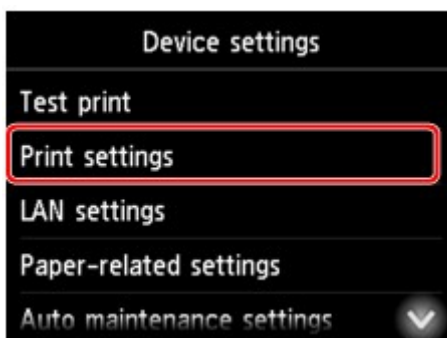 Device settings
Test print
Print settings
LAN settings
Paper-related settings
Auto maintenance settings